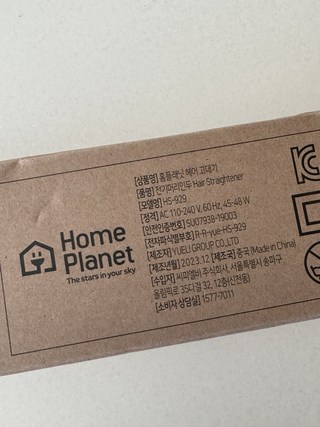 Home
Planet
The stars in your sky
[상품명] 홈플래닛 헤어 고데기
[품명] 전기머리인두 Hair Straightener
[모델명] HS-929
[정격] AC 110-240 V, 60 Hz, 45-48 W
[안전인증번호] SU07938-19003
[전자파식별부호] R-R-yue-HS-929
[제조자] YUELI GROUP CO.,LTD
[제조년월] 2023.12 [제조국] 중국 (Made in China)
[수입자] 씨피엘비 주식회사, 서울특별시 송파구
올림픽로 35다길 32, 12층(신천동)
[소비자 상담실] 1577-7011